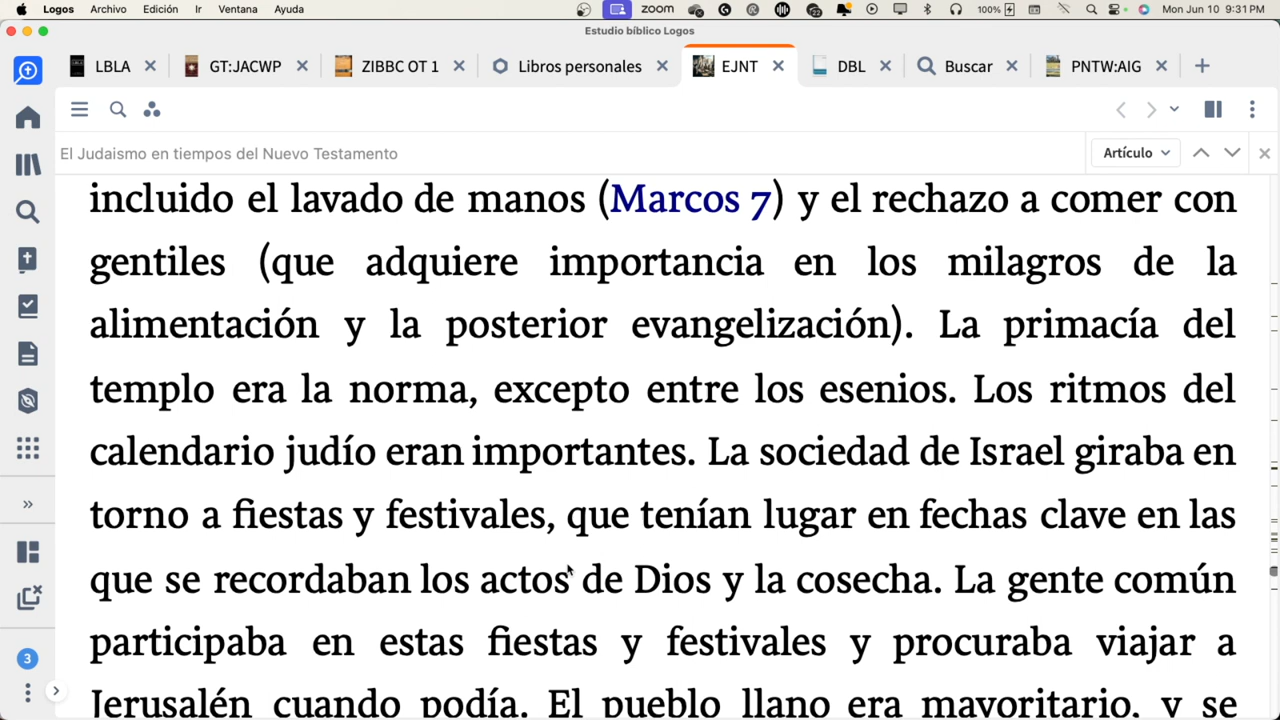 Logos Archivo Edición Ir Ventana Ayuda zoom 100% Mon Jun 10 9:31 PM
Estudio bíblico Logos
LBLA GT:JACWP ZIBBC OT 1 Libros personales EJNT DBL Buscar PNTW:AIG
El Judaismo en tiempos del Nuevo Testamento Artículo
incluido el lavado de manos (Marcos 7) y el rechazo a comer con
gentiles (que adquiere importancia en los milagros de la
alimentación y la posterior evangelización). La primacía del
templo era la norma, excepto entre los esenios. Los ritmos del
calendario judío eran importantes. La sociedad de Israel giraba en
torno a fiestas y festivales, que tenían lugar en fechas clave en las
que se recordaban los actos de Dios y la cosecha. La gente común
participaba en estas fiestas y festivales y procuraba viajar a
Jerusalén cuando podía. El pueblo llano era mayoritario, y se
3